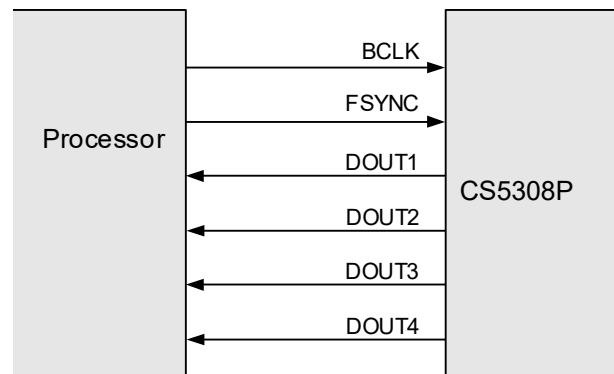 BCLK
FSYNC
Processor
DOUT1
CS5308P
DOUT2
DOUT3
DOUT4